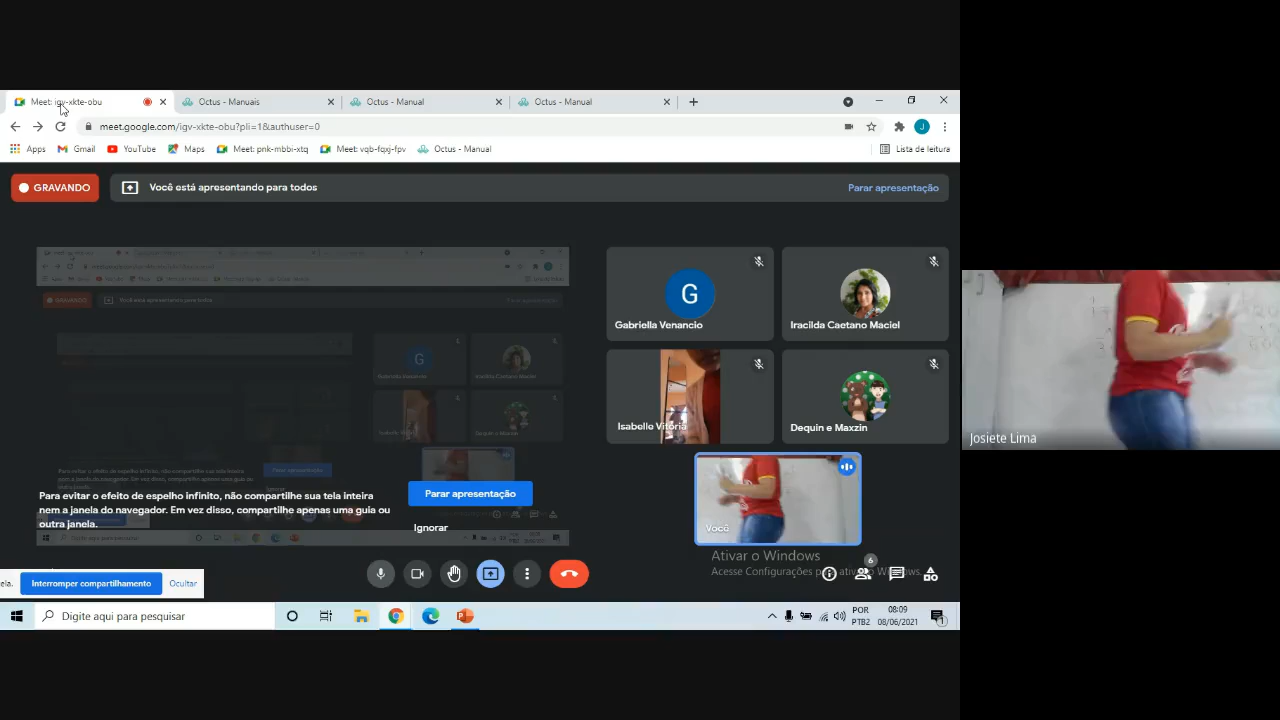 Meet: igv-xkte-obu
Octus - Manuais
Octus - Manual
Octus - Manual
meet.google.com/igv-xkte-obu?pli=1&authuser=0
Apps
Gmail
YouTube
Maps
Meet: pnk-mbbi-xtq
Meet: vqb-fqxj-fpv
Octus - Manual
Lista de leitura
GRAVANDO
Você está apresentando para todos
Parar apresentação
G
Gabriella Venancio
Iracilda Caetano Maciel
Isabelle Vitória
Dequin e Maxzin
Você
Para evitar o efeito de espelho infinito, não compartilhe sua tela inteira
nem a janela do navegador. Em vez disso, compartilhe apenas uma guia ou
outra janela.
Parar apresentação
Ignorar
Ativar o Windows
Acesse Configurações para ativar o Windows.
6
ela.
Interromper compartilhamento
Ocultar
Digite aqui para pesquisar
POR
PTB2
08:09
08/06/2021
1
Josiete Lima